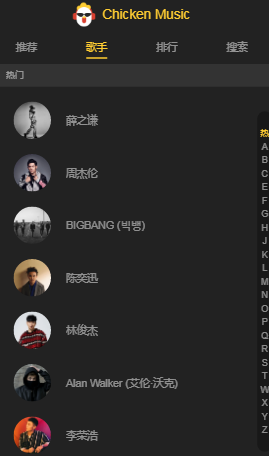 Chicken Music
推荐 歌手 排行 搜索
热门
薛之谦
周杰伦
BIGBANG (빅뱅)
陈奕迅
林俊杰
Alan Walker (艾伦·沃克)
李荣浩
热
A
B
C
E
F
G
H
J
K
L
M
N
O
P
Q
R
S
T
W
X
Y
Z